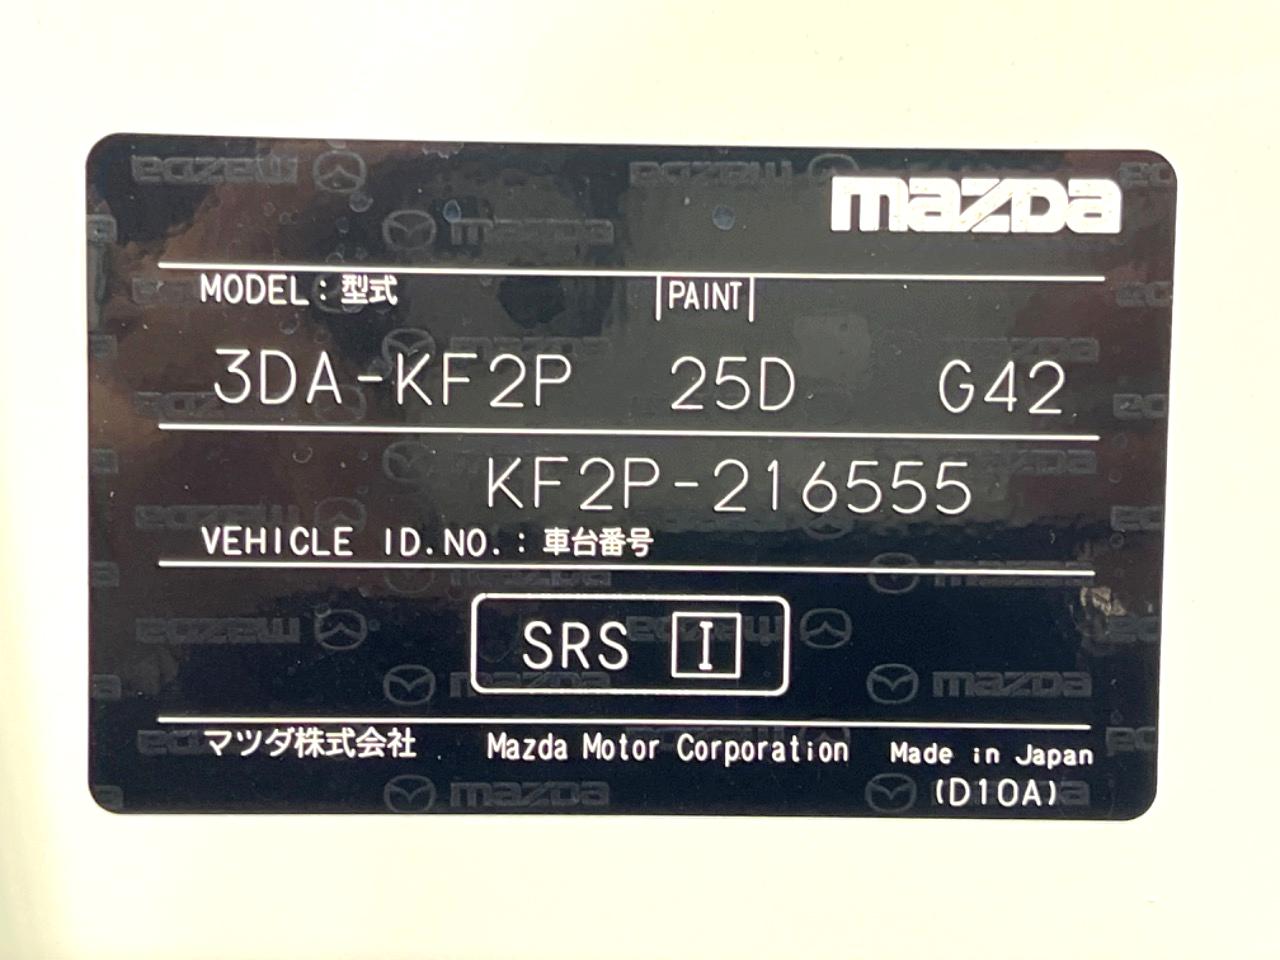 mazda
MODEL：型式 PAINT
3DA-KF2P 25D G42
KF2P-216555
VEHICLE ID.NO.：車台番号
SRS I
マツダ株式会社 Mazda Motor Corporation Made in Japan
(D10A)